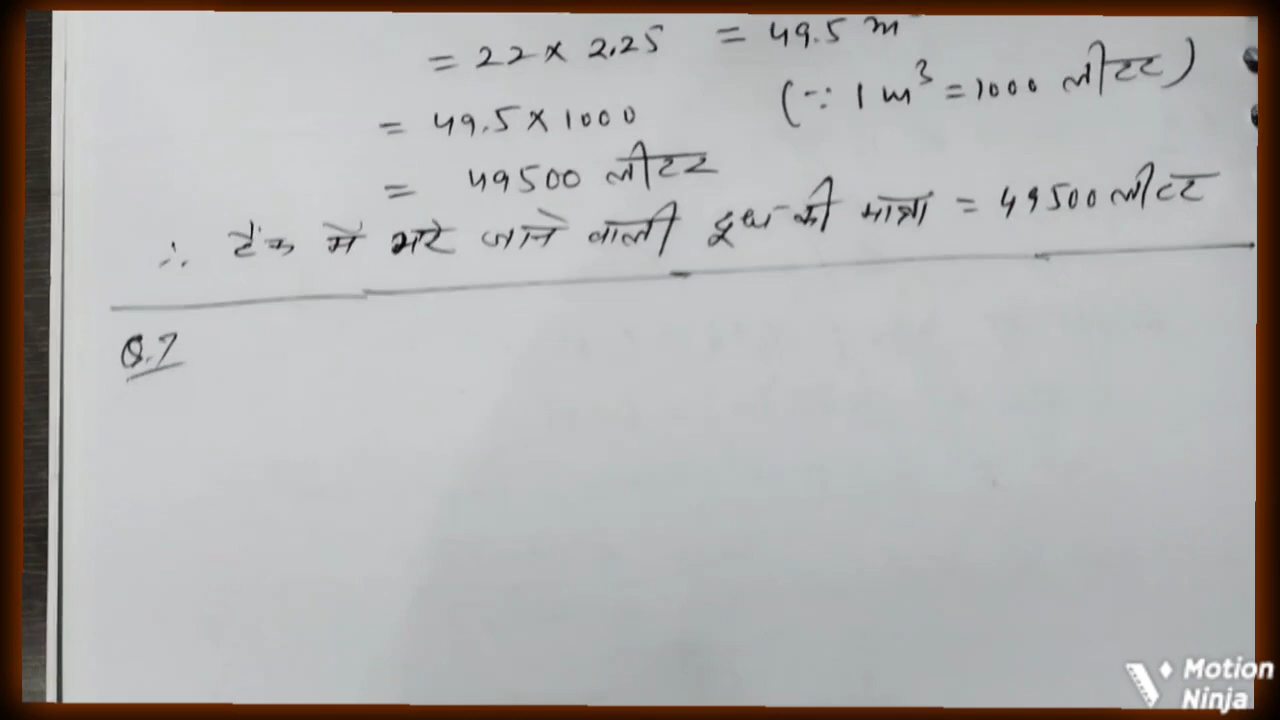 = 22 x 2.25 = 49.5 m
= 49.5 x 1000 (∵ 1 m³ = 1000 लीटर)
= 49500 लीटर
∴ टैंक में भरे जाने वाली दूध की मात्रा = 49500 लीटर
Q.7
Motion
Ninja